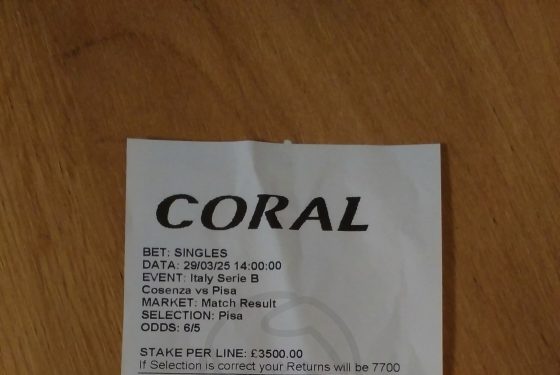 CORAL
BET: SINGLES
DATA: 29/03/25 14:00:00
EVENT: Italy Serie B
Cosenza vs Pisa
MARKET: Match Result
SELECTION: Pisa
ODDS: 6/5
STAKE PER LINE: £3500.00
If Selection is correct your Returns will be 7700